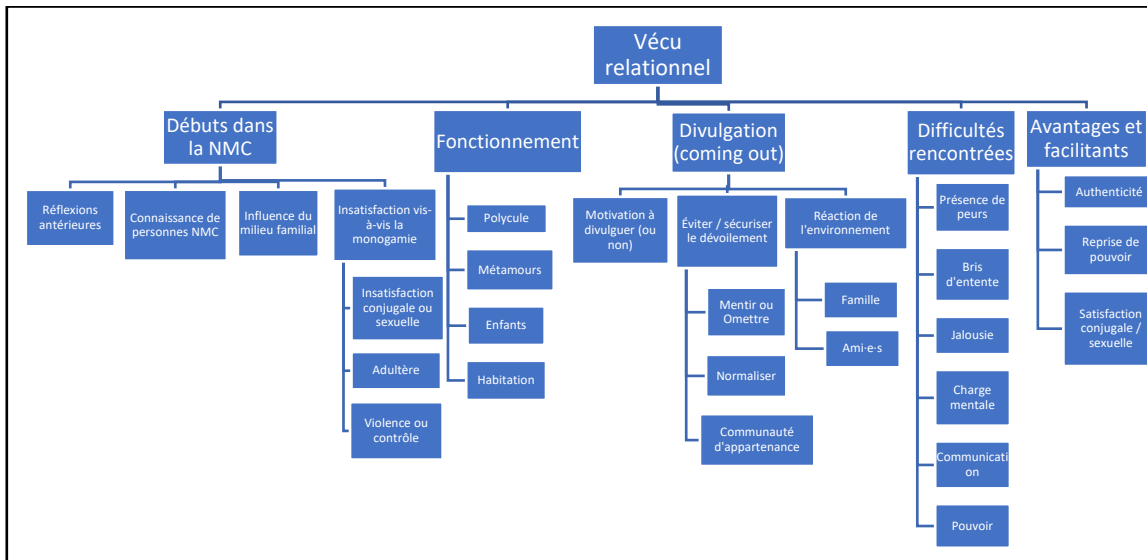 Vécu
relationnel
Débuts dans
la NMC
Réflexions
antérieures
Connaissance de
personnes NMC
Influence du
milieu familial
Insatisfaction vis-
à-vis la
monogamie
Insatisfaction
conjugale ou
sexuelle
Adultère
Violence ou
contrôle
Fonctionnement
Polycule
Métamours
Enfants
Habitation
Divulgation
(coming out)
Motivation à
divulguer (ou
non)
Éviter / sécuriser
le dévoilement
Mentir ou
Omettre
Normaliser
Communauté
d'appartenance
Réaction de
l'environnement
Famille
Ami·e·s
Difficultés
rencontrées
Présence de
peurs
Bris
d'entente
Jalousie
Charge
mentale
Communicati
on
Pouvoir
Avantages et
facilitants
Authenticité
Reprise de
pouvoir
Satisfaction
conjugale /
sexuelle